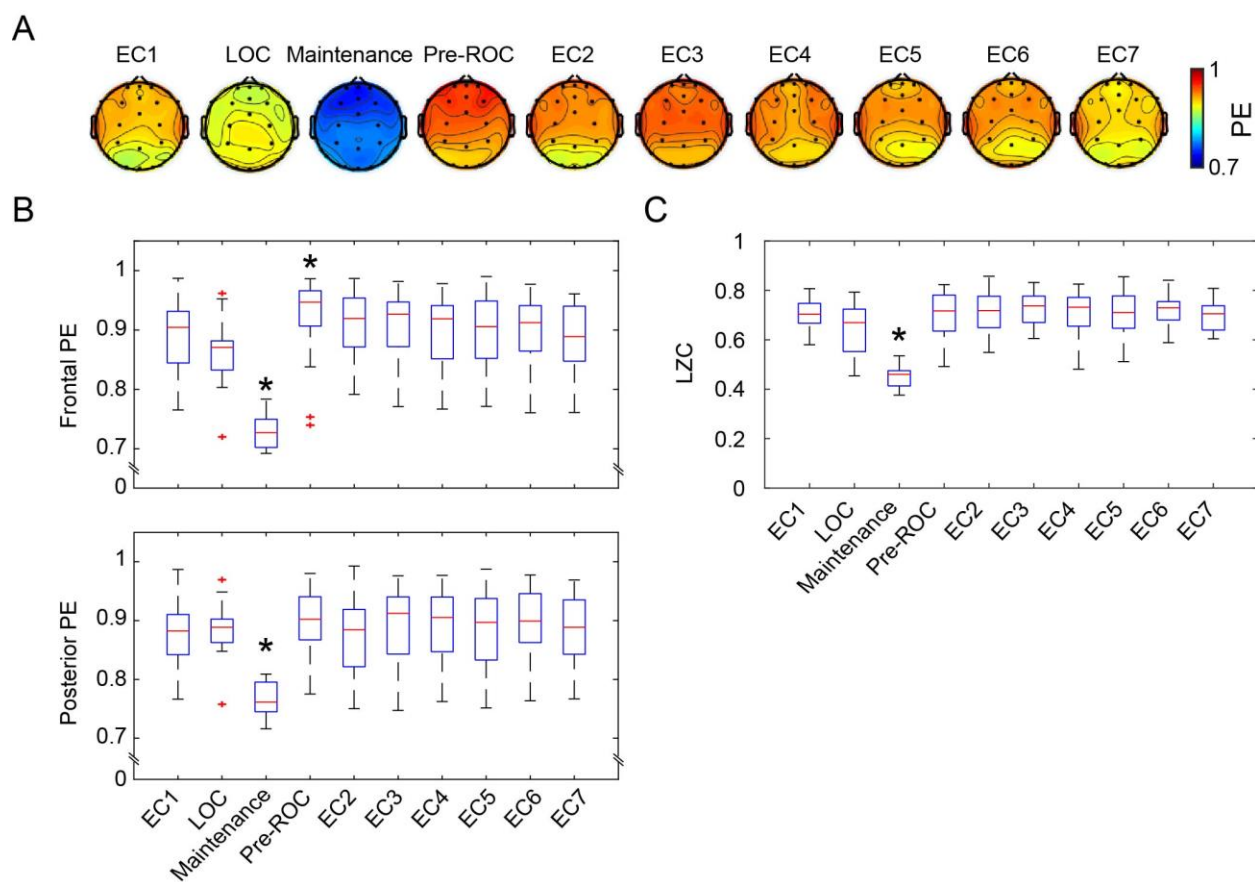 A
EC1 LOC Maintenance Pre-ROC EC2 EC3 EC4 EC5 EC6 EC7
1
PE
0.7
B
1
Frontal PE
0.9
0.8
*
*
0.7
0
1
Posterior PE
0.9
0.8
*
0.7
0
EC1 LOC Maintenance Pre-ROC EC2 EC3 EC4 EC5 EC6 EC7
C
1
0.8
LZC
0.6
*
0.4
0.2
0
EC1 LOC Maintenance Pre-ROC EC2 EC3 EC4 EC5 EC6 EC7